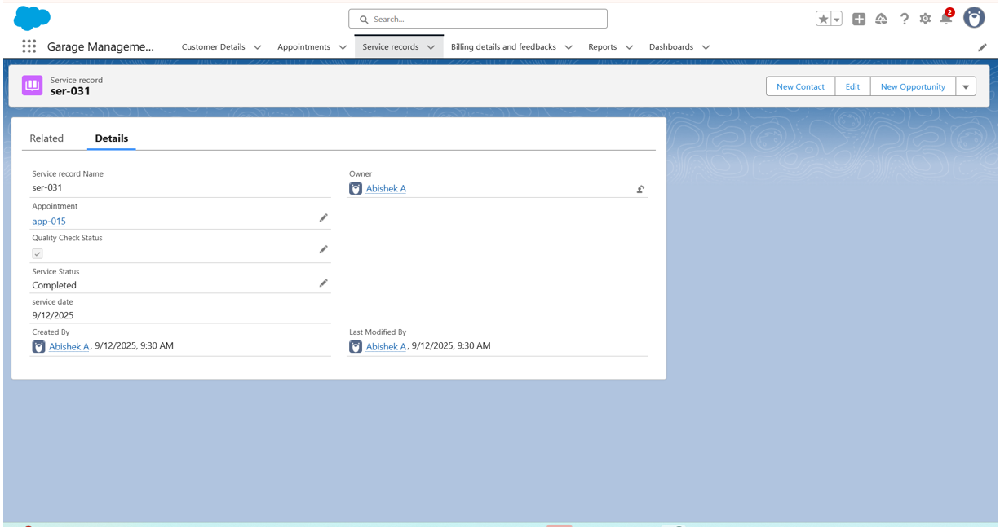 Search...
2
Garage Manageme...
Customer Details
Appointments
Service records
Billing details and feedbacks
Reports
Dashboards
Service record
ser-031
New Contact
Edit
New Opportunity
Related
Details
Service record Name
ser-031
Owner
Abishek A
Appointment
app-015
Quality Check Status
Service Status
Completed
service date
9/12/2025
Created By
Abishek A, 9/12/2025, 9:30 AM
Last Modified By
Abishek A, 9/12/2025, 9:30 AM